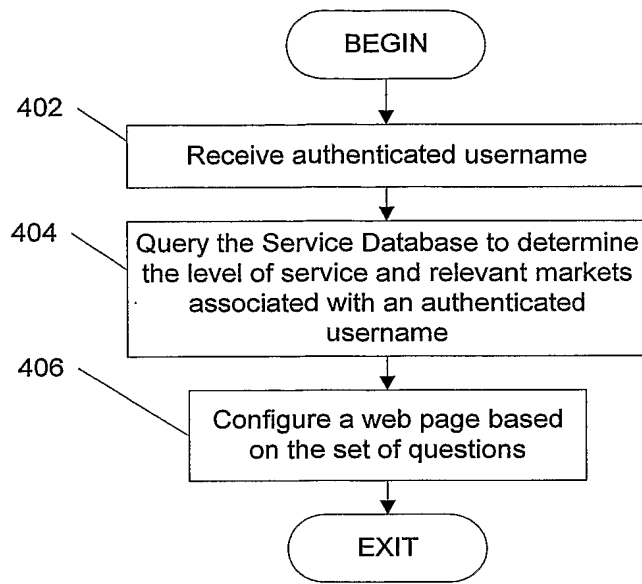 BEGIN
402
Receive authenticated username
404
Query the Service Database to determine
the level of service and relevant markets
associated with an authenticated
username
406
Configure a web page based
on the set of questions
EXIT